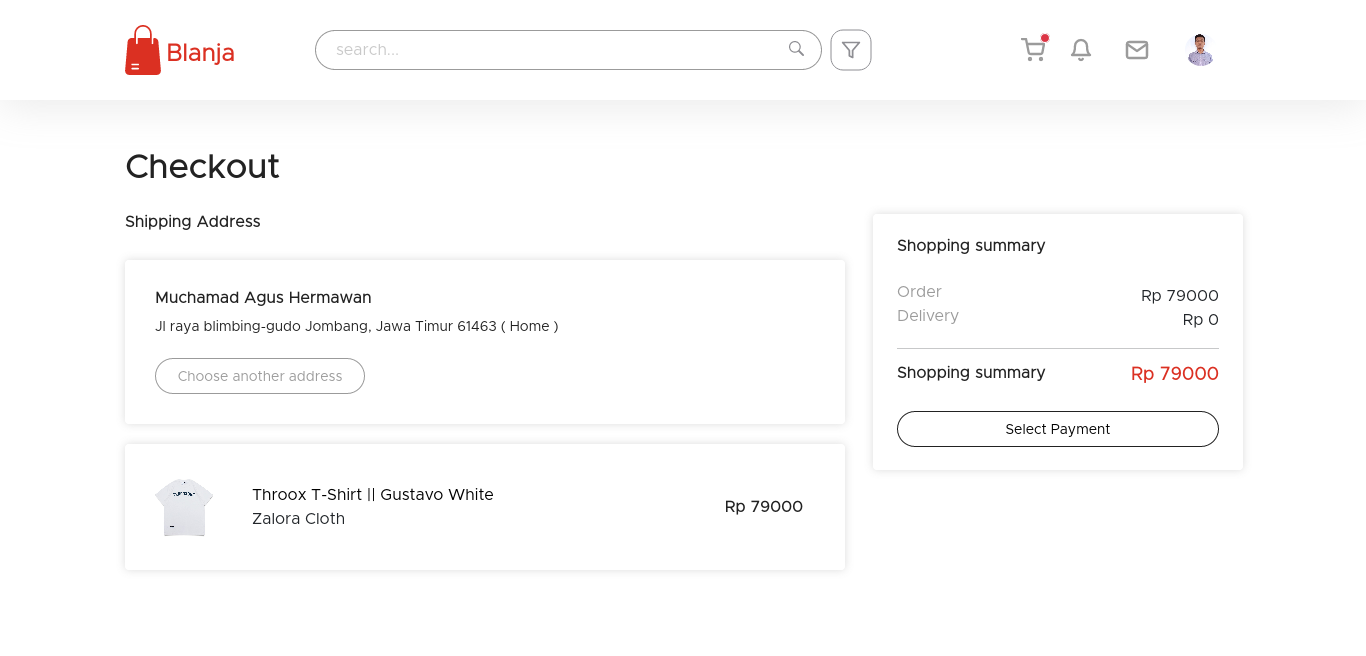 Blanja
search...
Checkout
Shipping Address
Muchamad Agus Hermawan
Jl raya blimbing-gudo Jombang, Jawa Timur 61463 ( Home )
Choose another address
Throox T-Shirt || Gustavo White
Zalora Cloth
Rp 79000
Shopping summary
Order Rp 79000
Delivery Rp 0
Shopping summary Rp 79000
Select Payment